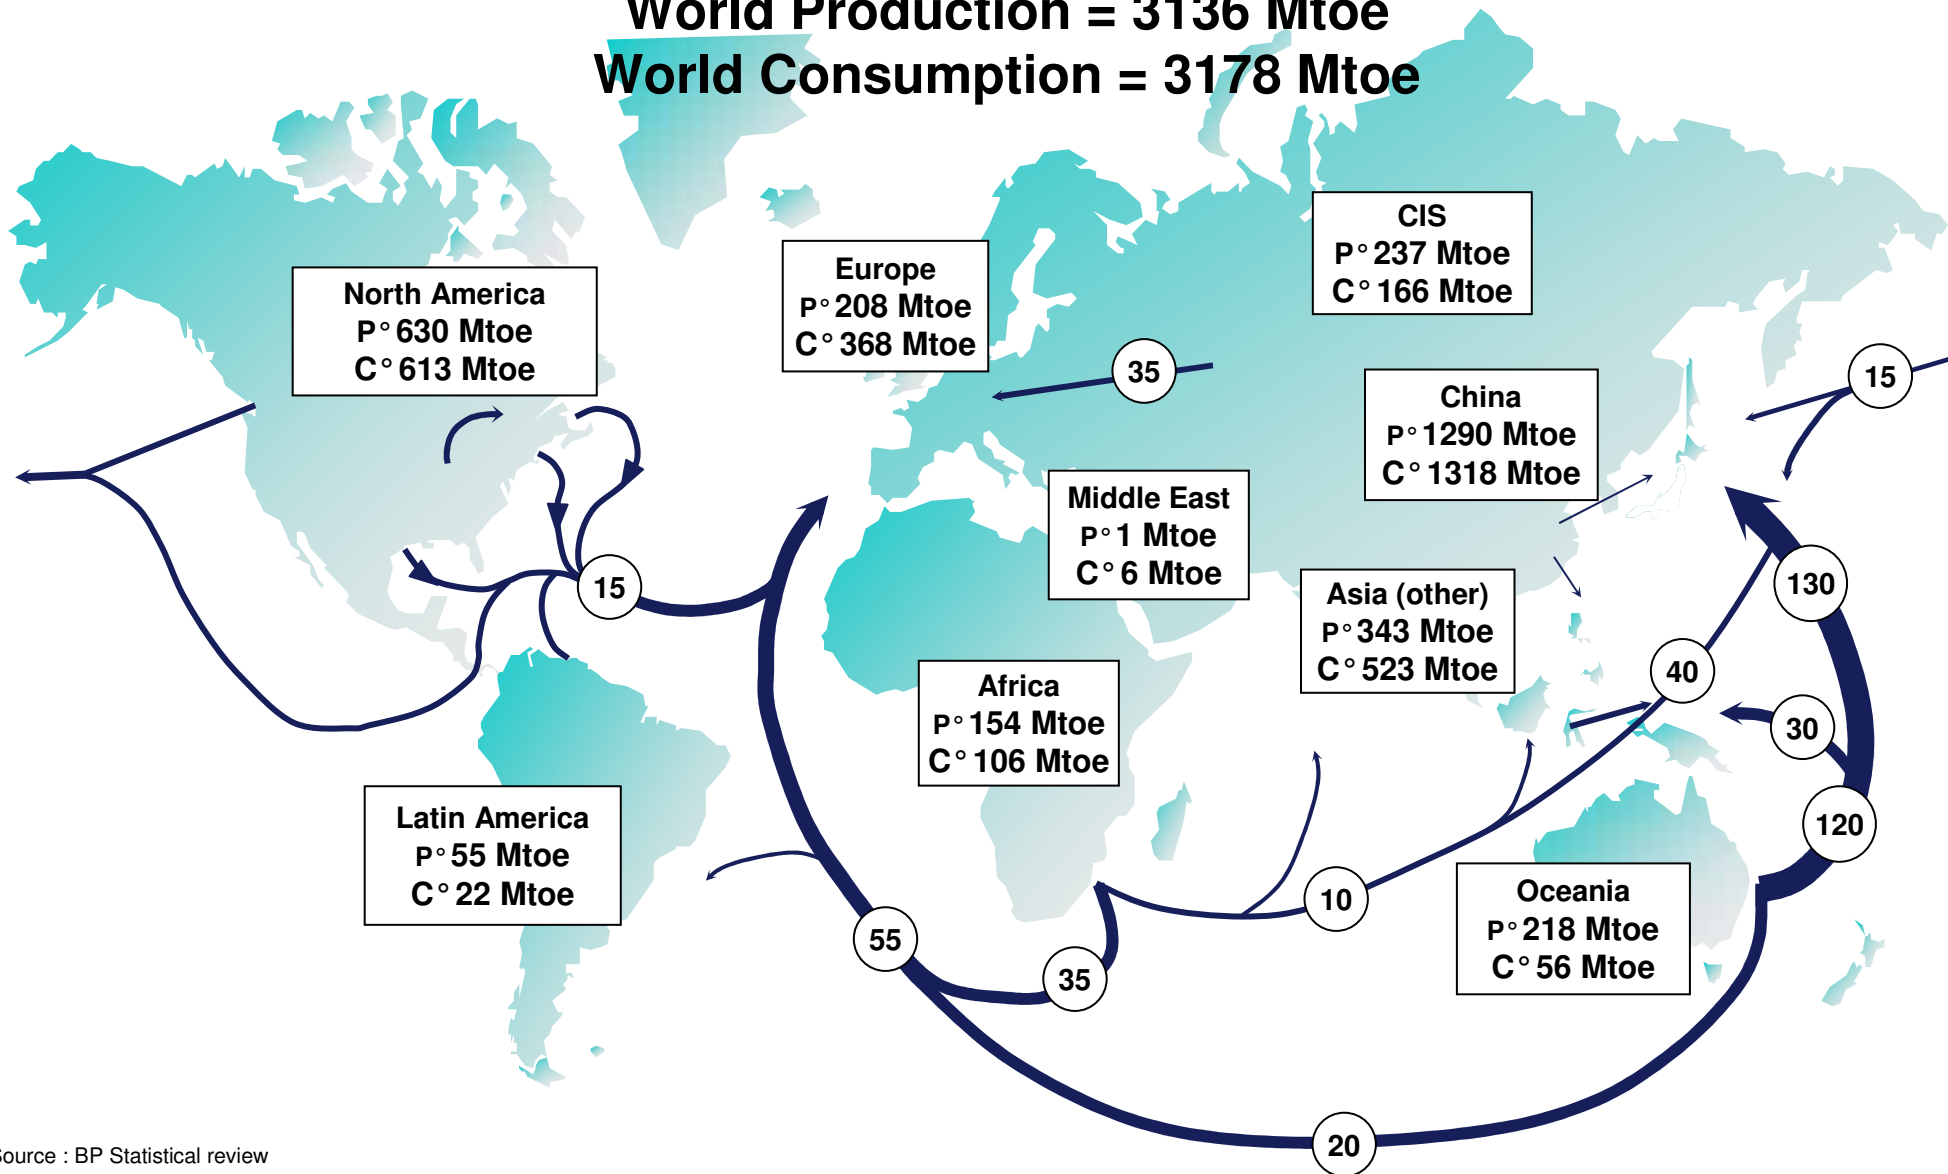 World Production = 3136 Mtoe
World Consumption = 3178 Mtoe
CIS
P° 237 Mtoe
C° 166 Mtoe
Europe
P° 208 Mtoe
C° 368 Mtoe
North America
P° 630 Mtoe
C° 613 Mtoe
35
15
China
P° 1290 Mtoe
C° 1318 Mtoe
Middle East
P° 1 Mtoe
C° 6 Mtoe
15
130
Asia (other)
P° 343 Mtoe
C° 523 Mtoe
40
Africa
P° 154 Mtoe
C° 106 Mtoe
30
Latin America
P° 55 Mtoe
C° 22 Mtoe
120
10
Oceania
P° 218 Mtoe
C° 56 Mtoe
55
35
20
Source : BP Statistical review